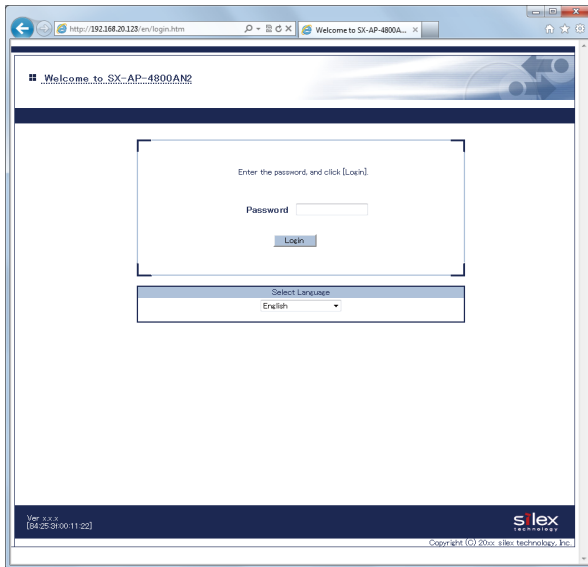 http://192.168.20.123/en/login.htm
Welcome to SX-AP-4800A...
Welcome to SX-AP-4800AN2
Enter the password, and click [Login].
Password
Login
Select Language
English
Ver x.x.x
[84:25:3f:00:11:22]
silex
technology
Copyright (C) 20xx silex technology, Inc.